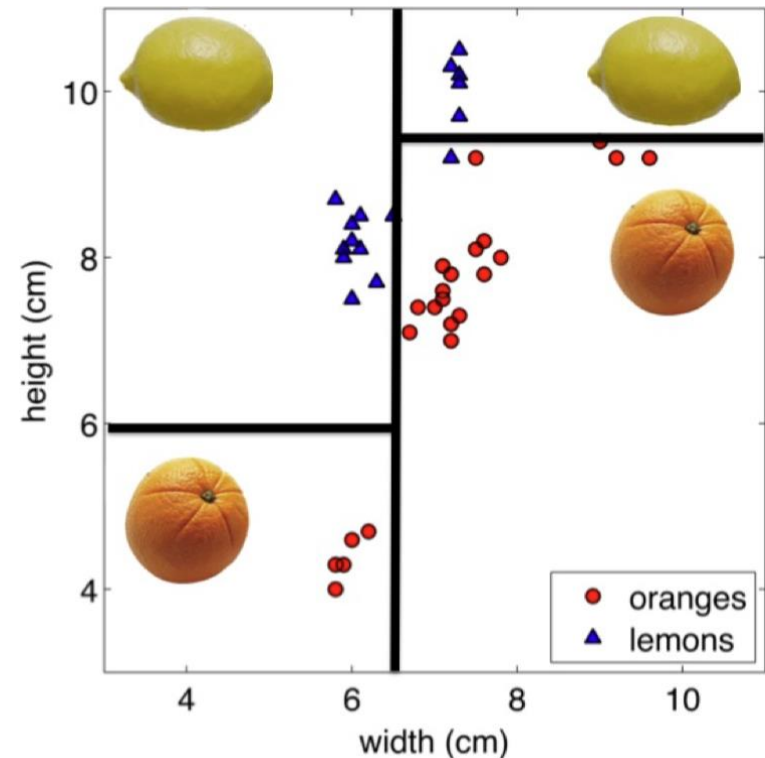 10
8
6
4
height (cm)
4 6 8 10
width (cm)
oranges
lemons